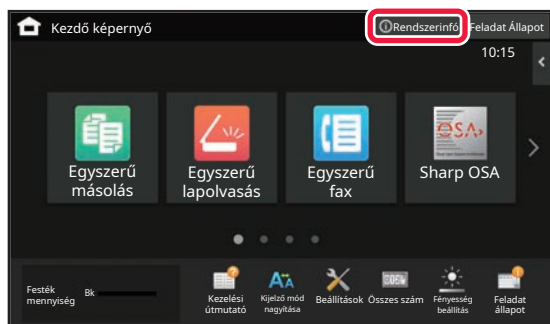 Kezdő képernyő
Rendszerinfó
Feladat Állapot
10:15
Egyszerű
másolás
Egyszerű
lapolvasás
Egyszerű
fax
OSA
Sharp OSA
Festék
mennyiség
Bk
Kezelési
útmutató
Kijelző mód
nagyítása
Beállítások
Összes szám
Fényesség
beállítás
Feladat
állapot